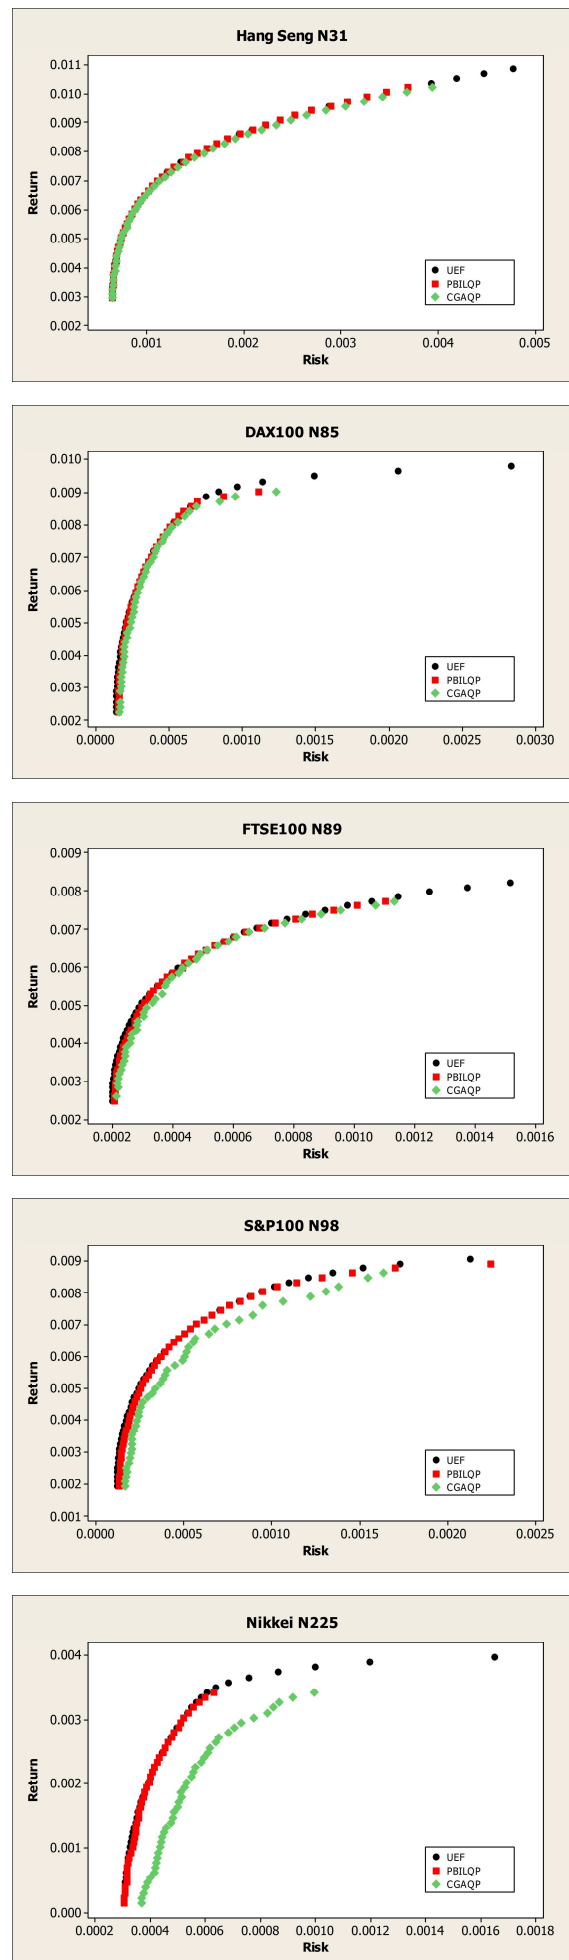 Hang Seng N31
0.011
0.010
0.009
0.008
0.007
0.006
0.005
0.004
0.003
0.002
Return
UEF
PBILQP
CGAQP
0.001 0.002 0.003 0.004 0.005
Risk
DAX100 N85
0.010
0.009
0.008
0.007
0.006
0.005
0.004
0.003
0.002
Return
UEF
PBILQP
CGAQP
0.0000 0.0005 0.0010 0.0015 0.0020 0.0025 0.0030
Risk
FTSE100 N89
0.009
0.008
0.007
0.006
0.005
0.004
0.003
0.002
Return
UEF
PBILQP
CGAQP
0.0002 0.0004 0.0006 0.0008 0.0010 0.0012 0.0014 0.0016
Risk
S&P100 N98
0.009
0.008
0.007
0.006
0.005
0.004
0.003
0.002
0.001
Return
UEF
PBILQP
CGAQP
0.0000 0.0005 0.0010 0.0015 0.0020 0.0025
Risk
Nikkei N225
0.004
0.003
0.002
0.001
0.000
Return
UEF
PBILQP
CGAQP
0.0002 0.0004 0.0006 0.0008 0.0010 0.0012 0.0014 0.0016 0.0018
Risk